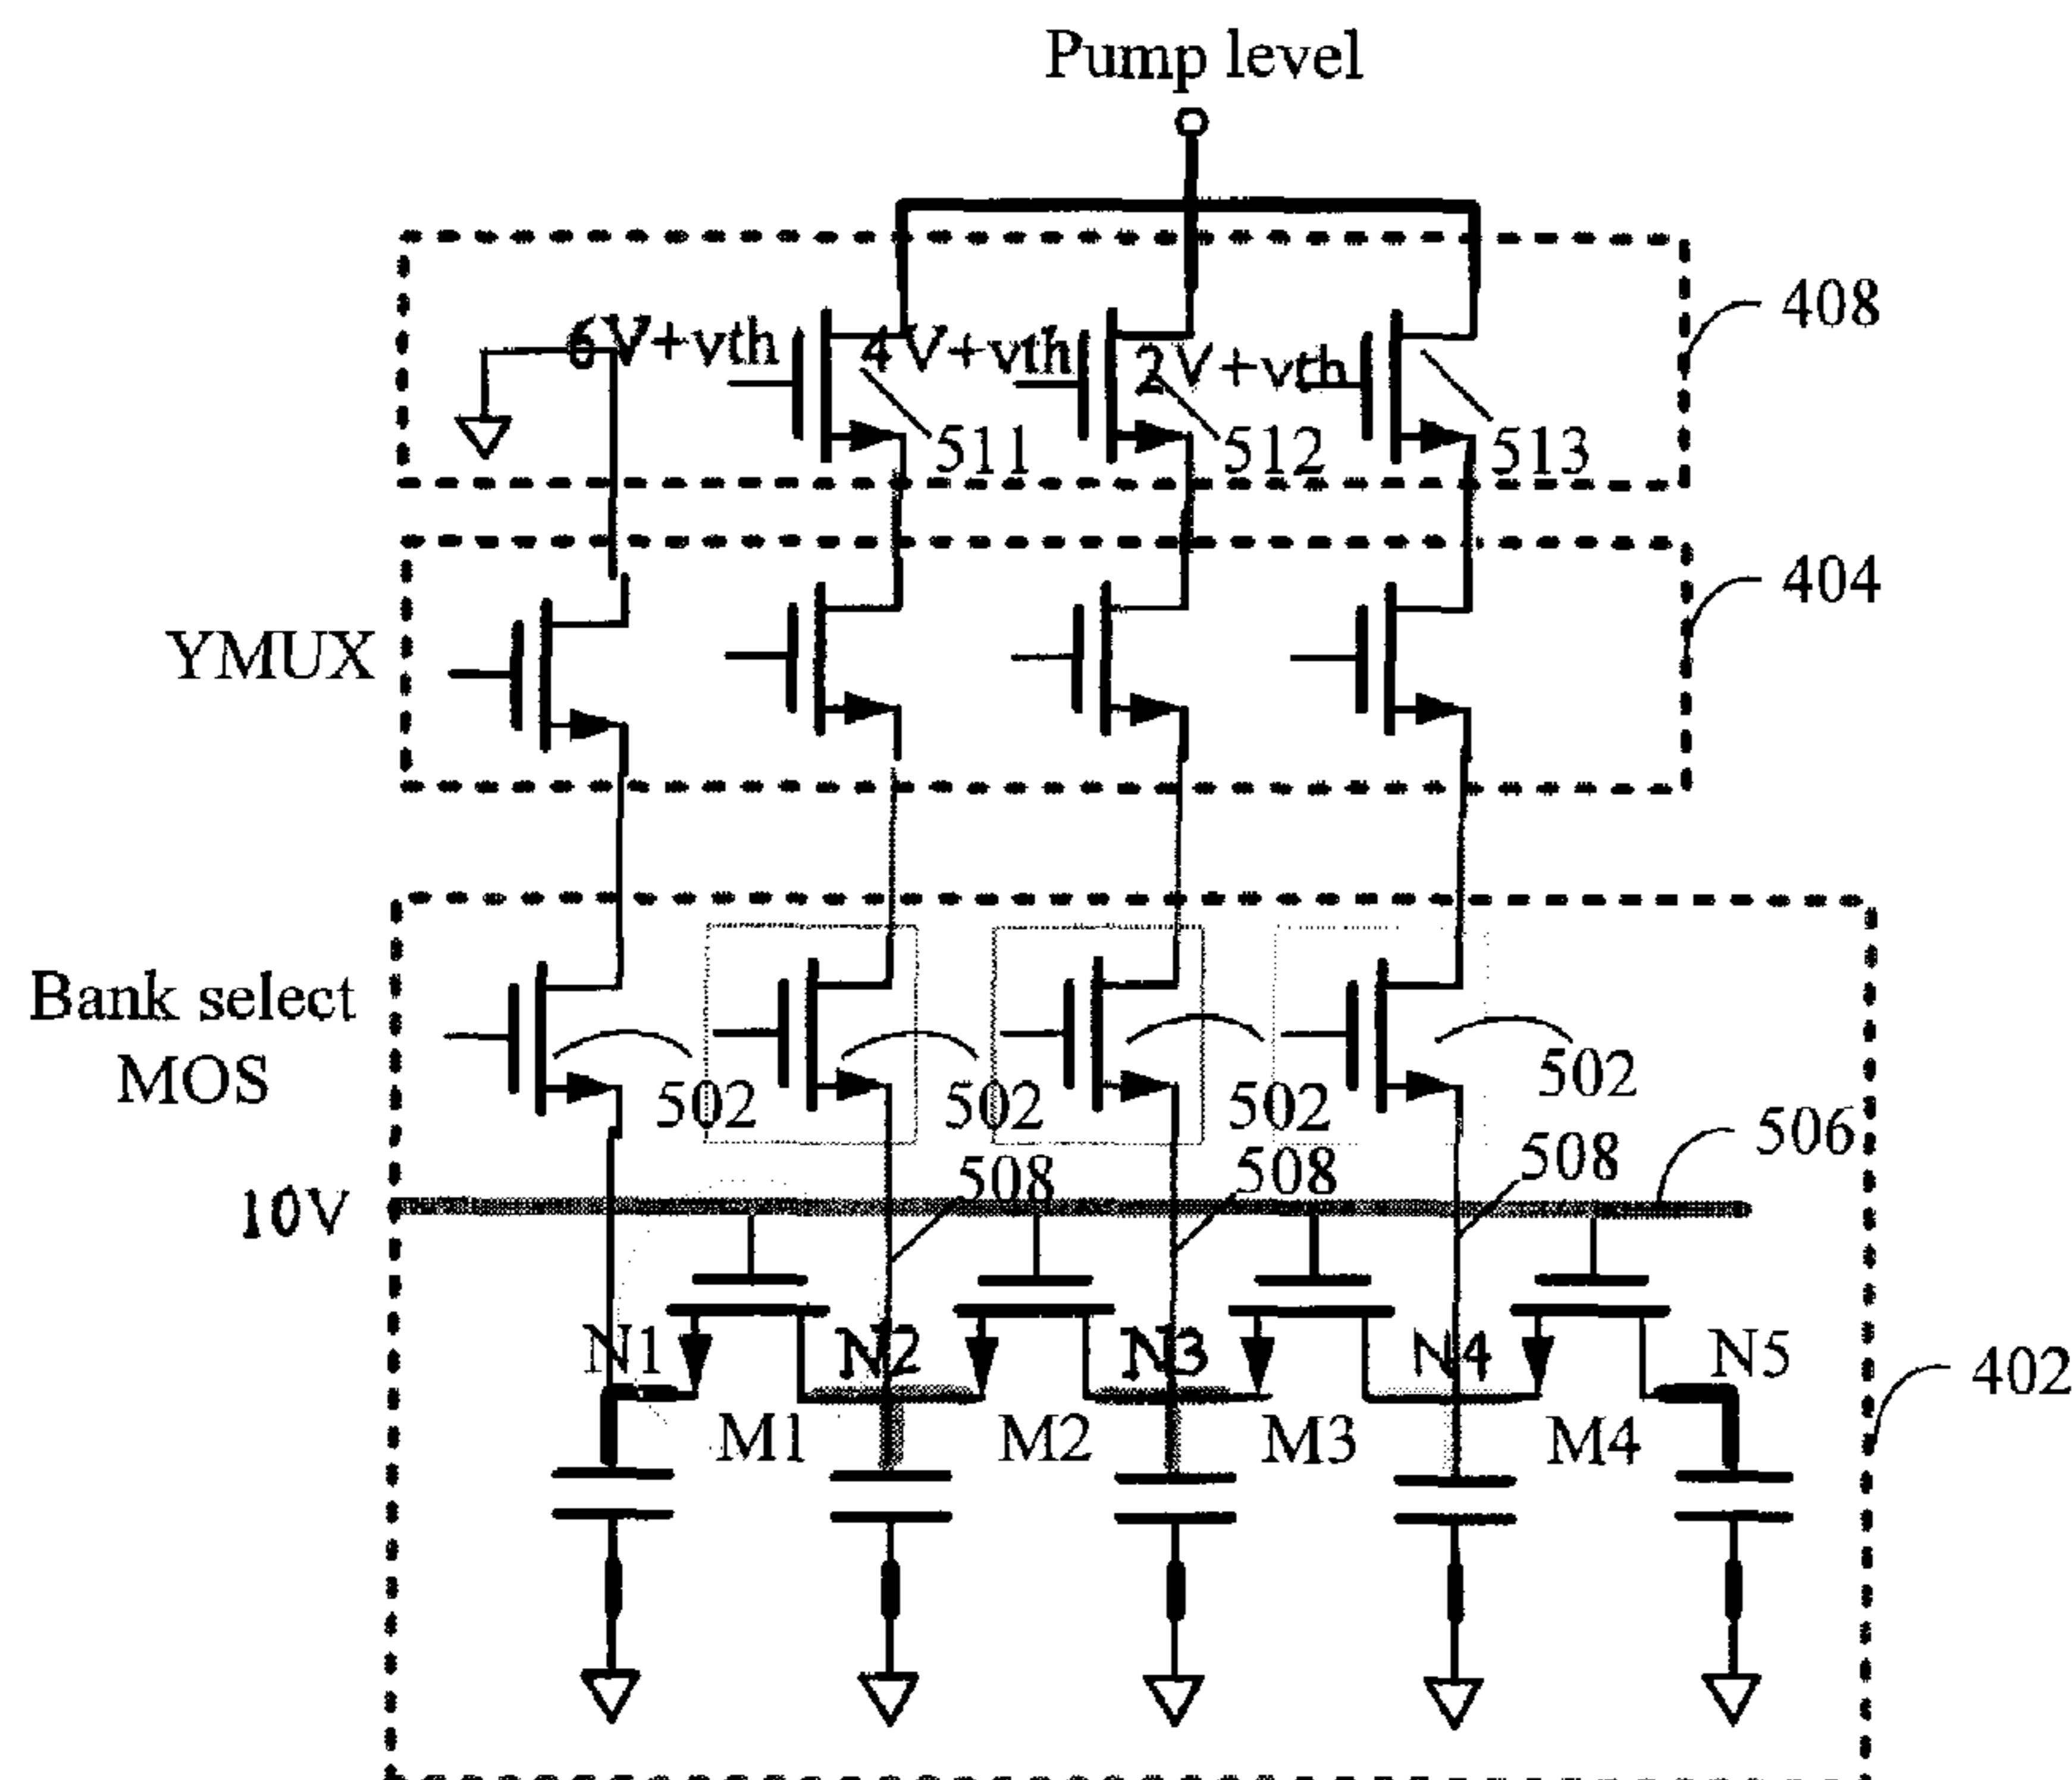 Pump level
408
6V+vth
4V+vth
2V+vth
511
512
513
404
YMUX
Bank select
MOS
502
502
502
502
506
508
508
508
10V
N1
N2
N3
N4
N5
402
M1
M2
M3
M4